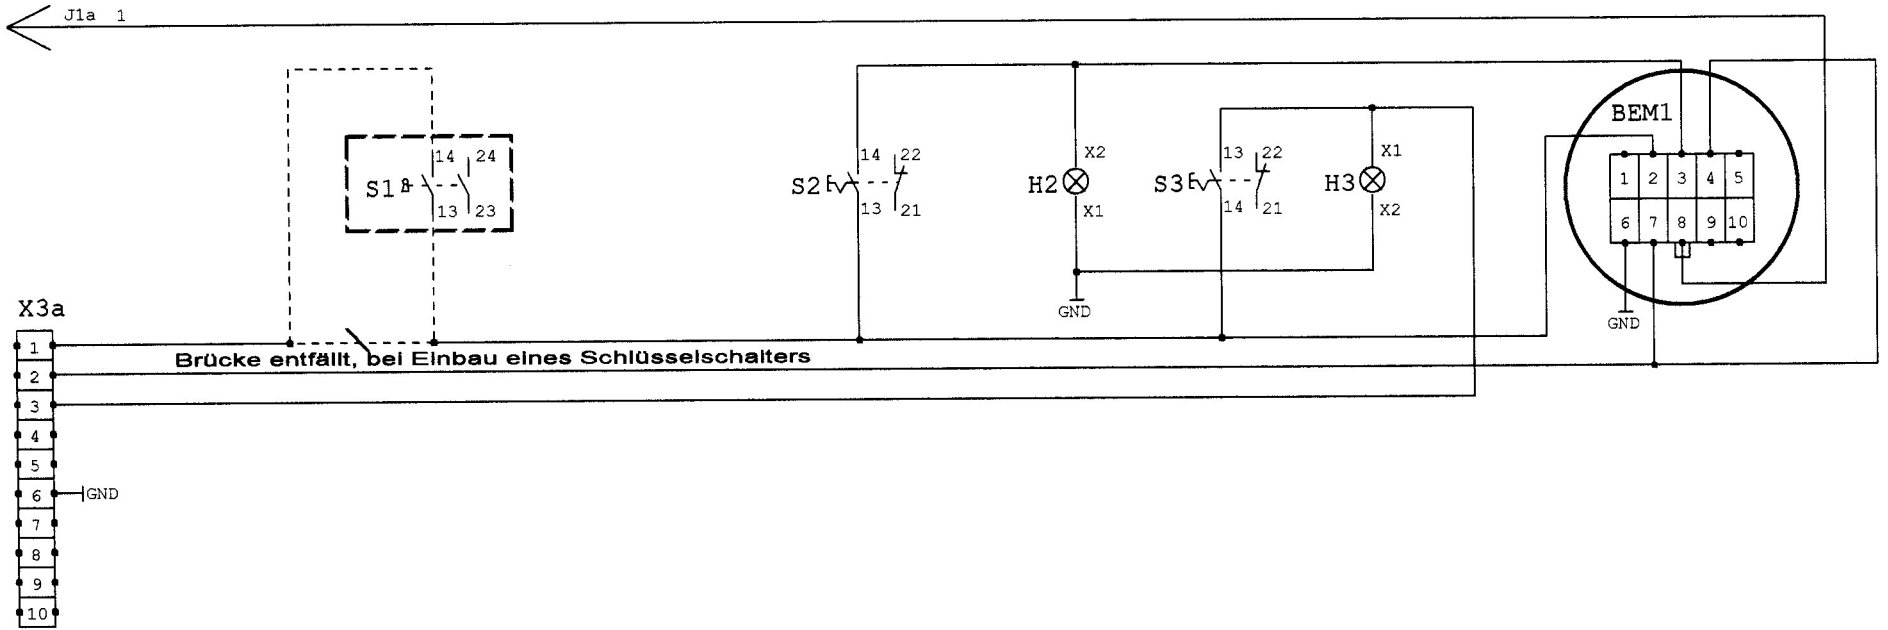 J1a 1
BEM1
14 24
S1
13 23
14 22
S2
13 21
X2
H2
X1
13 22
S3
14 21
X1
H3
X2
1 2 3 4 5
6 7 8 9 10
GND
GND
X3a
1
Brücke entfällt, bei Einbau eines Schlüsselschalters
2
3
4
5
6 GND
7
8
9
10